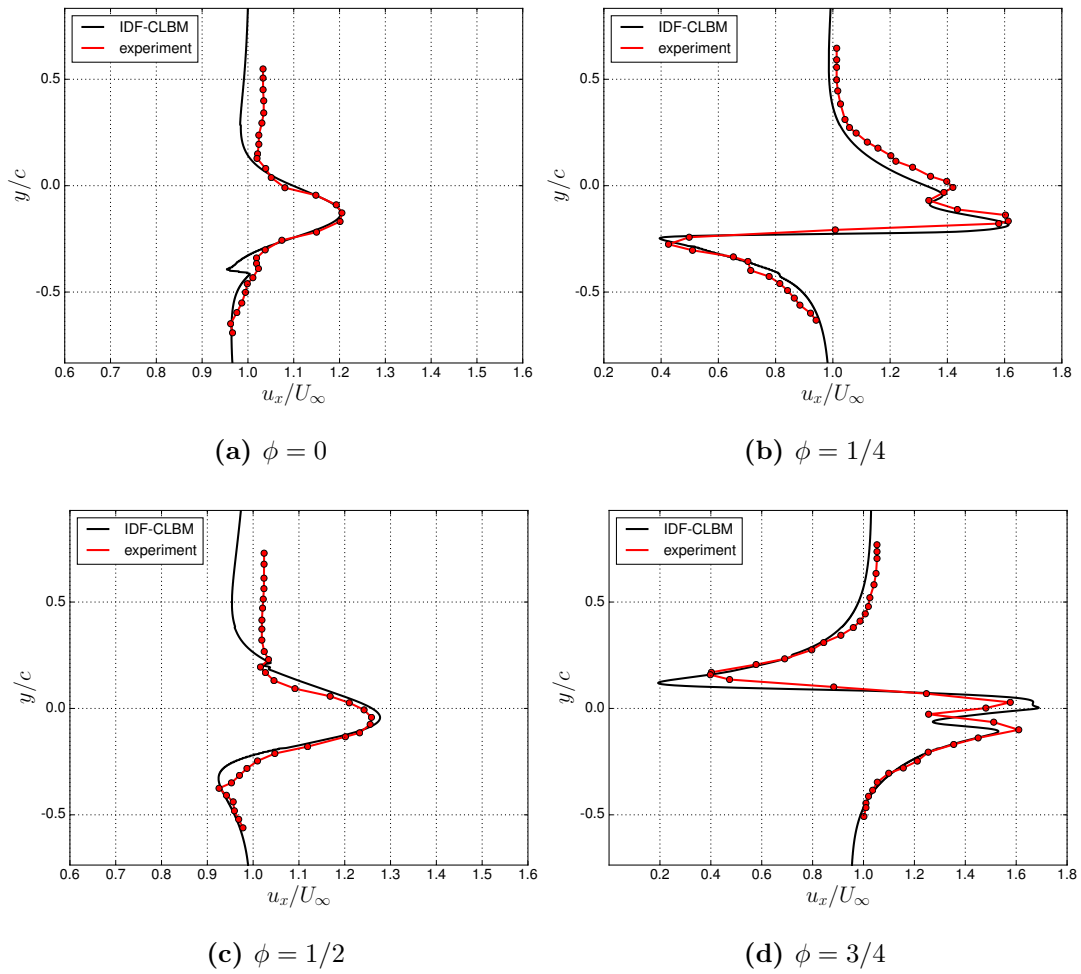 IDF-CLBM
experiment
0.5
0.0
-0.5
y/c
0.6 0.7 0.8 0.9 1.0 1.1 1.2 1.3 1.4 1.5 1.6
u_x/U_∞
(a) ϕ = 0
IDF-CLBM
experiment
0.5
0.0
-0.5
y/c
0.2 0.4 0.6 0.8 1.0 1.2 1.4 1.6 1.8
u_x/U_∞
(b) ϕ = 1/4
IDF-CLBM
experiment
0.5
0.0
-0.5
y/c
0.6 0.7 0.8 0.9 1.0 1.1 1.2 1.3 1.4 1.5 1.6
u_x/U_∞
(c) ϕ = 1/2
IDF-CLBM
experiment
0.5
0.0
-0.5
y/c
0.0 0.2 0.4 0.6 0.8 1.0 1.2 1.4 1.6 1.8
u_x/U_∞
(d) ϕ = 3/4